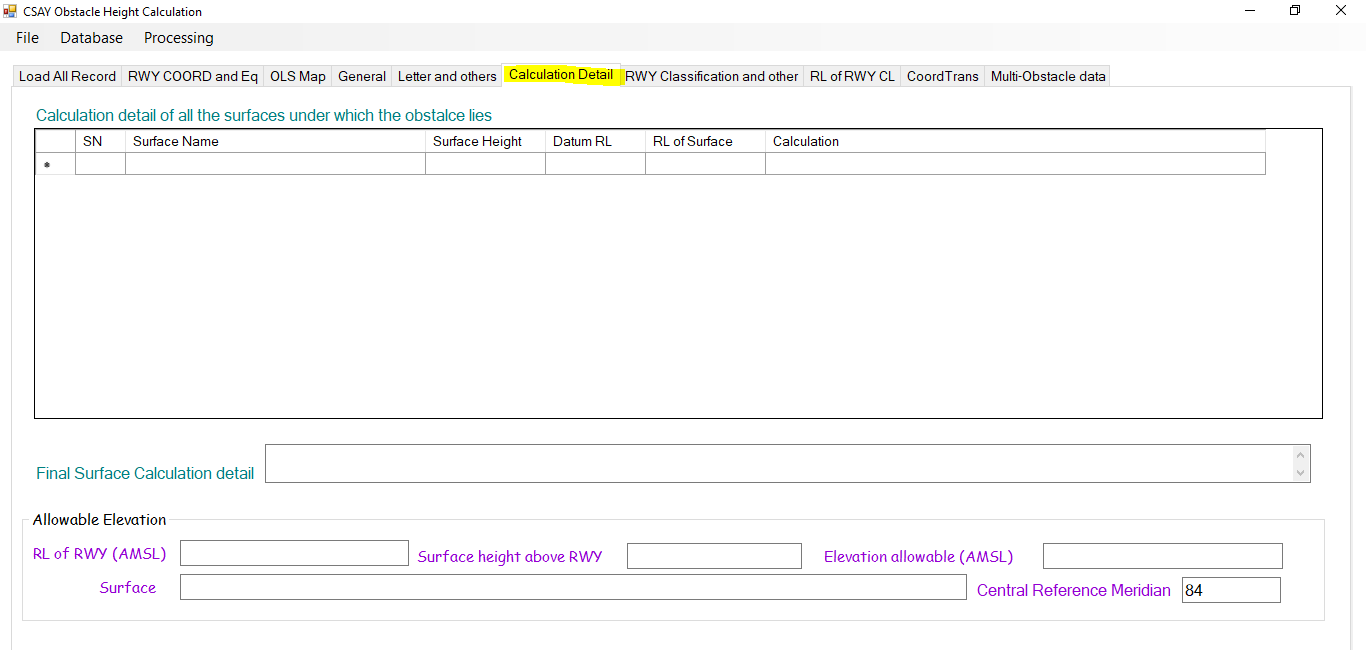 CSAY Obstacle Height Calculation
File Database Processing
Load All Record RWY COORD and Eq OLS Map General Letter and others Calculation Detail RWY Classification and other RL of RWY CL CoordTrans Multi-Obstacle data
Calculation detail of all the surfaces under which the obstalce lies
SN Surface Name Surface Height Datum RL RL of Surface Calculation
Final Surface Calculation detail
Allowable Elevation
RL of RWY (AMSL) Surface height above RWY Elevation allowable (AMSL)
Surface Central Reference Meridian 84